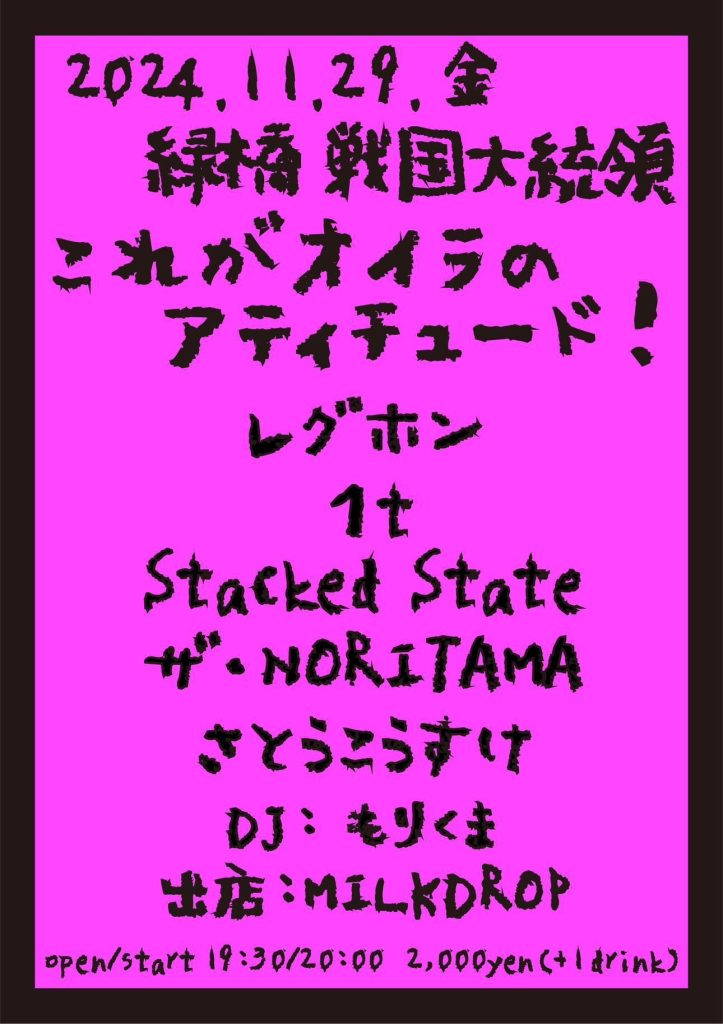 2024.11.29.金
緑橋 戦国大統領
これがオイラの
アティチュード!
レグホン
1t
Stacked State
ザ・NORITAMA
さとうこうすけ
DJ:もりくま
出店:MILKDROP
open/start 19:30/20:00 2,000yen(+1drink)